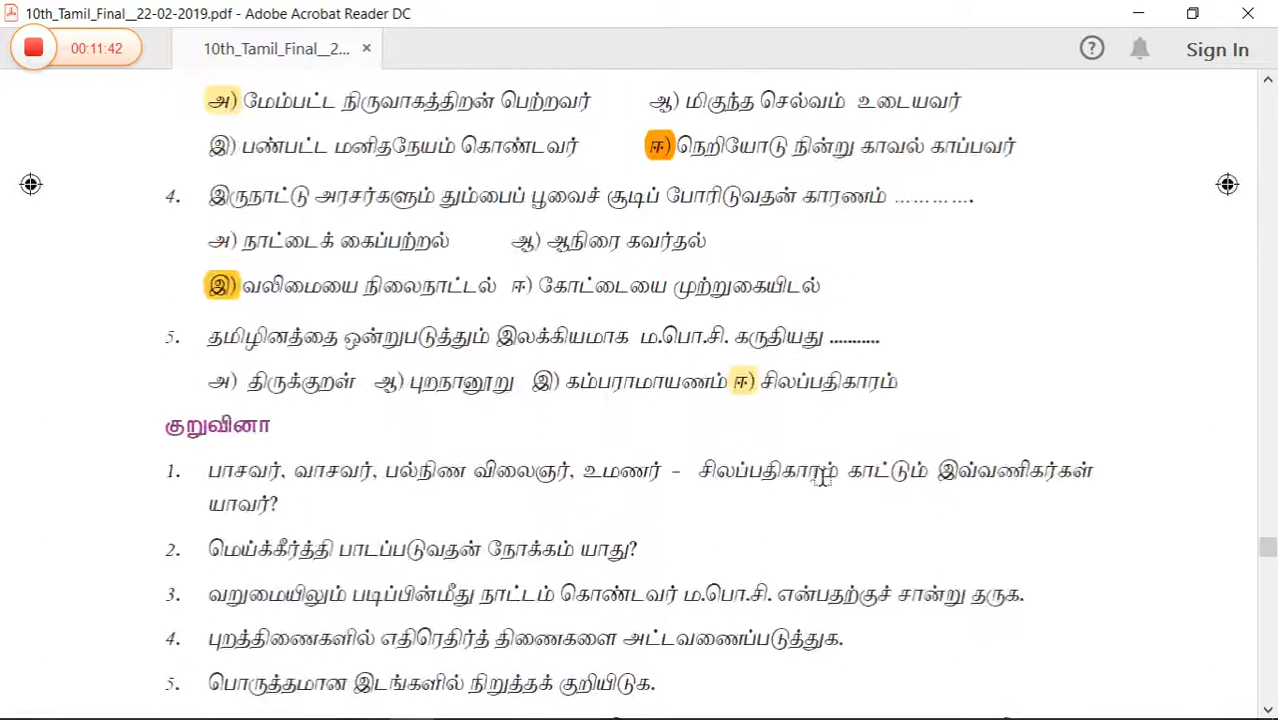 10th_Tamil_Final__22-02-2019.pdf - Adobe Acrobat Reader DC
00:11:42
10th_Tamil_Final__2... ×
? Sign In
அ) மேம்பட்ட நிருவாகத்திறன் பெற்றவர் ஆ) மிகுந்த செல்வம் உடையவர்
இ) பண்பட்ட மனிதநேயம் கொண்டவர் ஈ) நெறியோடு நின்று காவல் காப்பவர்
4. இருநாட்டு அரசர்களும் தும்பைப் பூவைச் சூடிப் போரிடுவதன் காரணம் ………….
அ) நாட்டைக் கைப்பற்றல் ஆ) ஆநிரை கவர்தல்
இ) வலிமையை நிலைநாட்டல் ஈ) கோட்டையை முற்றுகையிடல்
5. தமிழினத்தை ஒன்றுபடுத்தும் இலக்கியமாக ம.பொ.சி. கருதியது ...........
அ) திருக்குறள் ஆ) புறநானூறு இ) கம்பராமாயணம் ஈ) சிலப்பதிகாரம்
குறுவினா
1. பாசவர், வாசவர், பல்நிண விலைஞர், உமணர் – சிலப்பதிகாரம் காட்டும் இவ்வணிகர்கள்
யாவர்?
2. மெய்க்கீர்த்தி பாடப்படுவதன் நோக்கம் யாது?
3. வறுமையிலும் படிப்பின்மீது நாட்டம் கொண்டவர் ம.பொ.சி. என்பதற்குச் சான்று தருக.
4. புறத்திணைகளில் எதிரெதிர்த் திணைகளை அட்டவணைப்படுத்துக.
5. பொருத்தமான இடங்களில் நிறுத்தக் குறியிடுக.